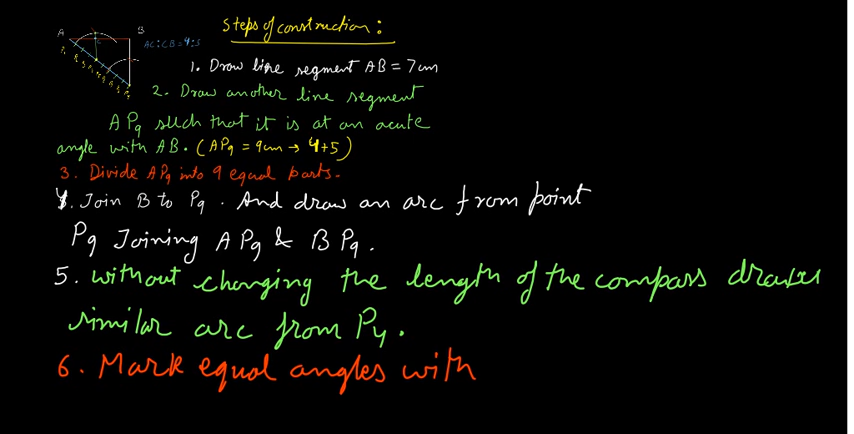 Steps of construction :
A
B
C
AC:CB=4:5
1. Draw line segment AB = 7cm
2. Draw another line segment
AP9 such that it is at an acute
angle with AB. (AP9 = 9cm → 4+5)
3. Divide AP9 into 9 equal parts.
4. Join B to P9. And draw an arc from point
P9 Joining AP9 & BP9.
5. without changing the length of the compass draw
similar arc from P4.
6. Mark equal angles with